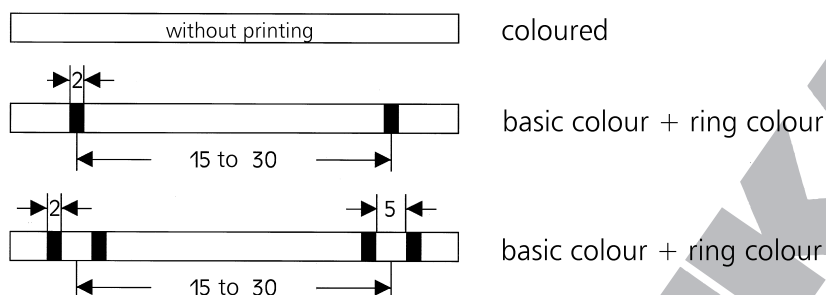 without printing coloured
2
basic colour + ring colour
15 to 30
2 5
basic colour + ring colour
15 to 30